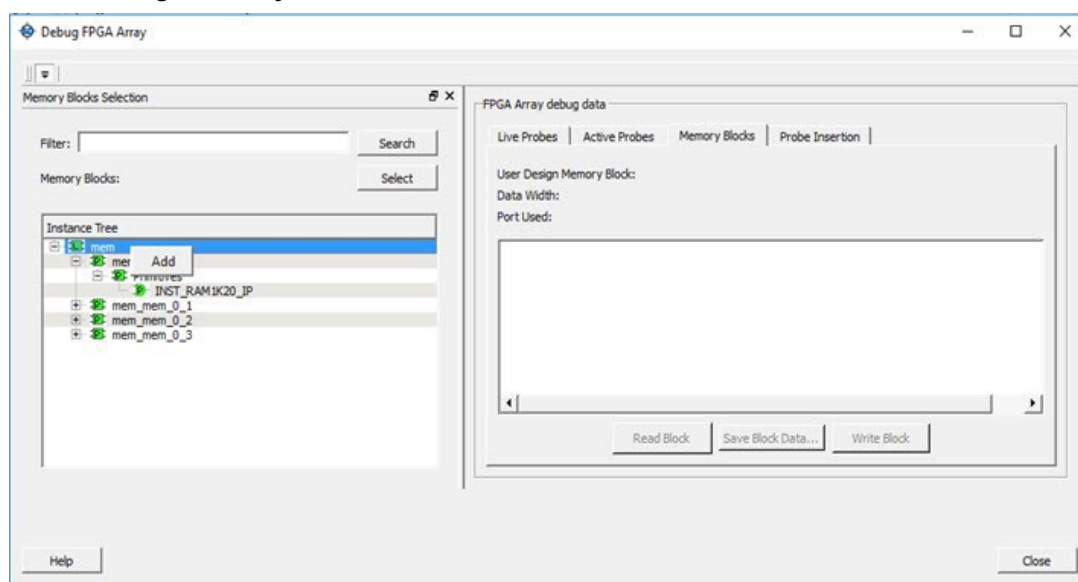 Debug FPGA Array
Memory Blocks Selection
Filter:
Search
Memory Blocks:
Select
Instance Tree
mem
Add
Primitives
INST_RAM1K20_IP
mem_mem_0_1
mem_mem_0_2
mem_mem_0_3
FPGA Array debug data
Live Probes Active Probes Memory Blocks Probe Insertion
User Design Memory Block:
Data Width:
Port Used:
Read Block Save Block Data... Write Block
Help
Close